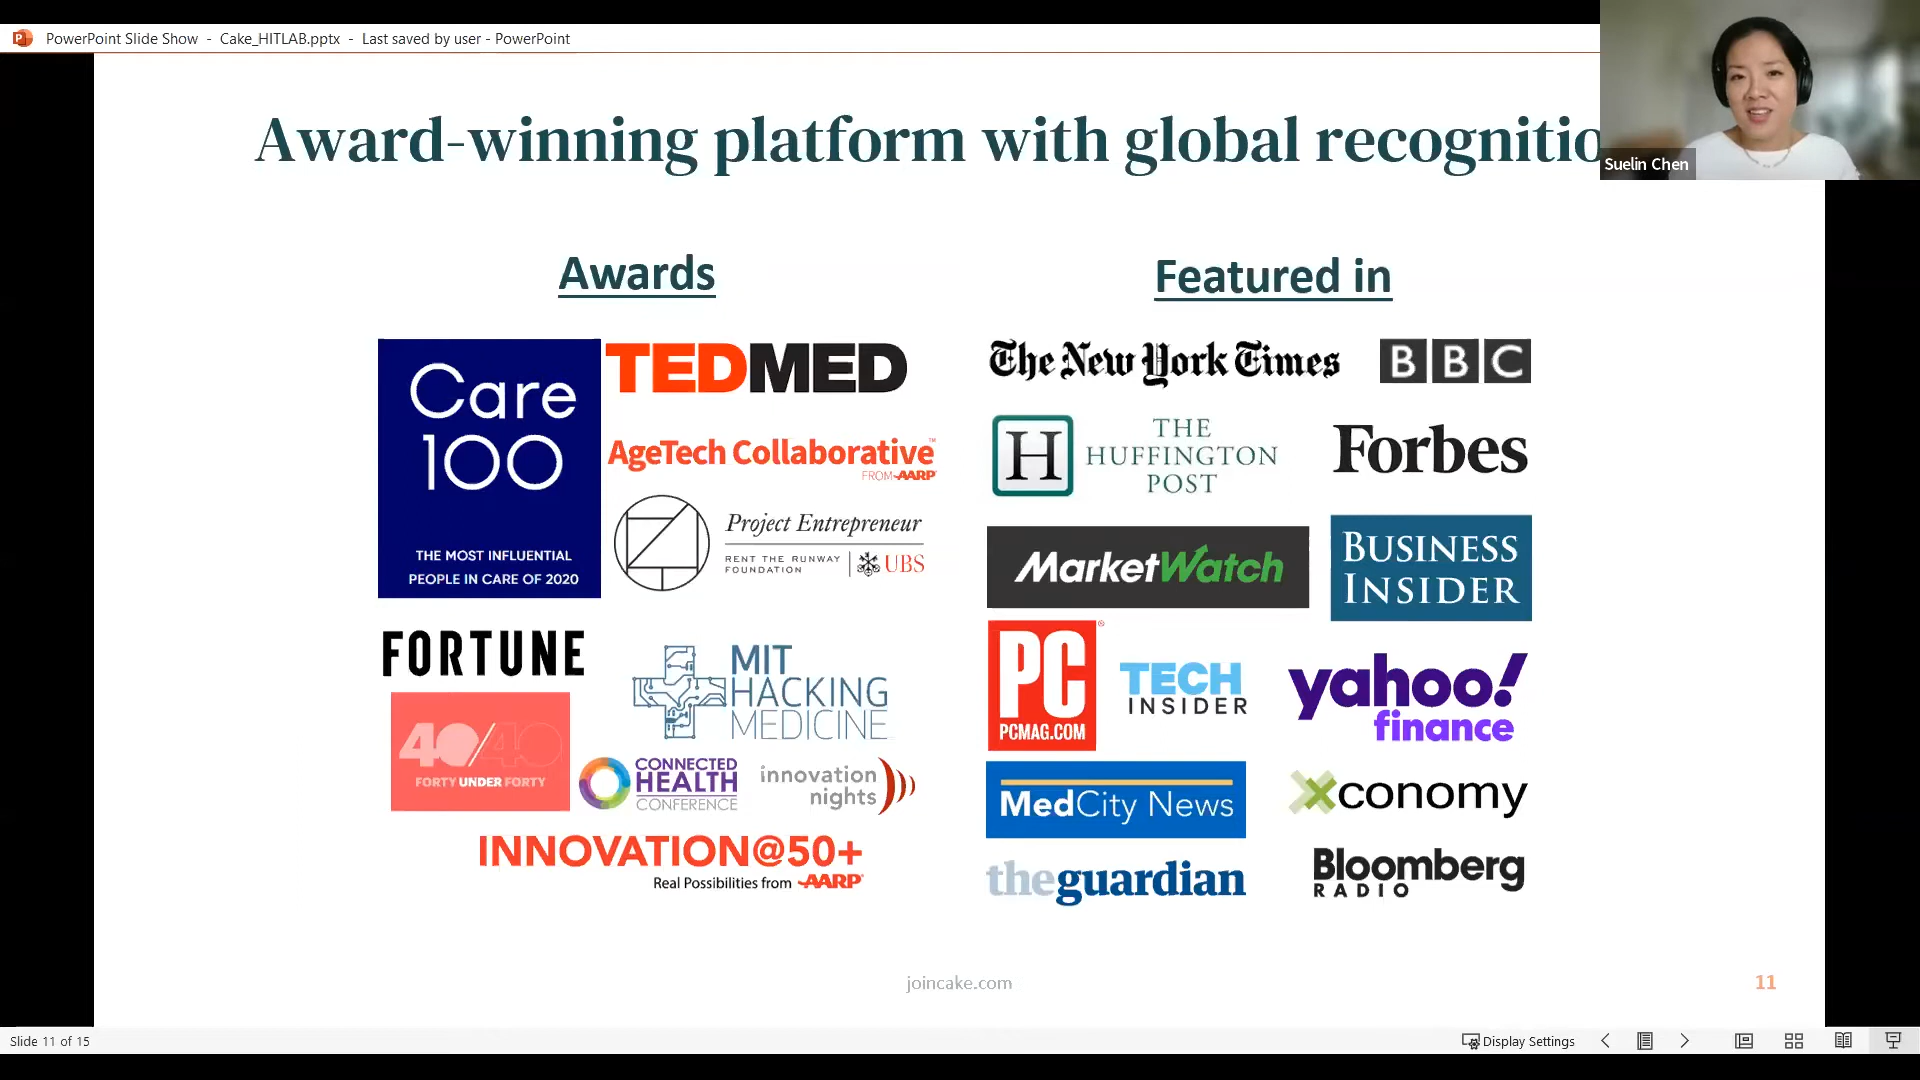 PowerPoint Slide Show - Cake_HITLAB.pptx - Last saved by user - PowerPoint
Suelin Chen
Award-winning platform with global recognitio
Awards
Care
100
THE MOST INFLUENTIAL
PEOPLE IN CARE OF 2020
TEDMED
AgeTech Collaborative™
FROM AARP
Project Entrepreneur
RENT THE RUNWAY
FOUNDATION
UBS
FORTUNE
40/40
FORTY UNDER FORTY
MIT
HACKING
MEDICINE
CONNECTED
HEALTH
CONFERENCE
innovation
nights
INNOVATION@50+
Real Possibilities from AARP
Featured in
The New York Times
BBC
H
THE
HUFFINGTON
POST
Forbes
MarketWatch
BUSINESS
INSIDER
PC®
PCMAG.COM
TECH
INSIDER
yahoo!
finance
MedCity News
xconomy
theguardian
Bloomberg
RADIO
joincake.com
11
Slide 11 of 15
Display Settings